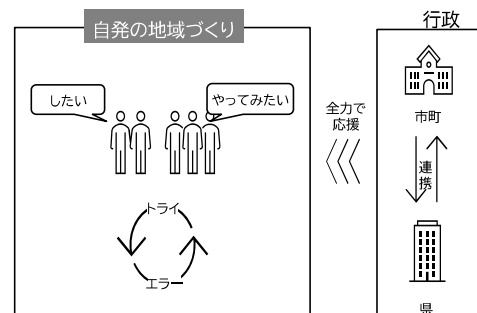 自発の地域づくり
したい
やってみたい
トライ
エラー
全力で
応援
行政
市町
連携
県